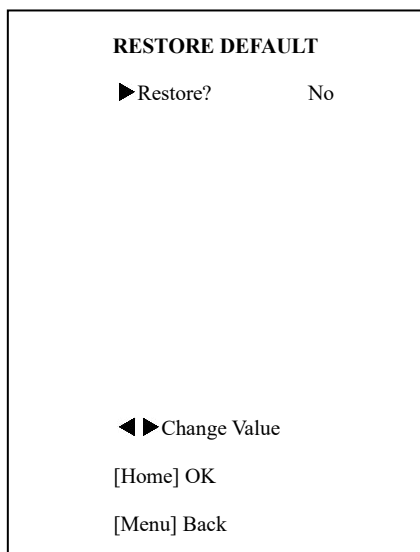 RESTORE DEFAULT
▶Restore? No
◀ ▶Change Value
[Home] OK
[Menu] Back